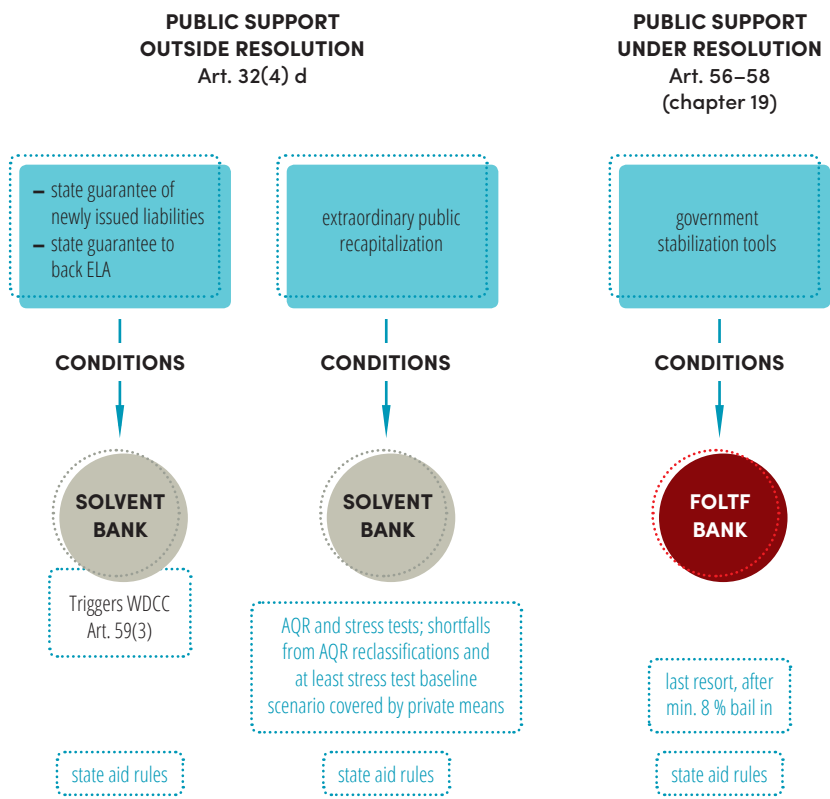 PUBLIC SUPPORT
OUTSIDE RESOLUTION
Art. 32(4) d
PUBLIC SUPPORT
UNDER RESOLUTION
Art. 56–58
(chapter 19)
– state guarantee of
newly issued liabilities
– state guarantee to
back ELA
extraordinary public
recapitalization
government
stabilization tools
CONDITIONS
CONDITIONS
CONDITIONS
SOLVENT
BANK
SOLVENT
BANK
FOLTF
BANK
Triggers WDCC
Art. 59(3)
AQR and stress tests; shortfalls
from AQR reclassifications and
at least stress test baseline
scenario covered by private means
last resort, after
min. 8 % bail in
state aid rules
state aid rules
state aid rules